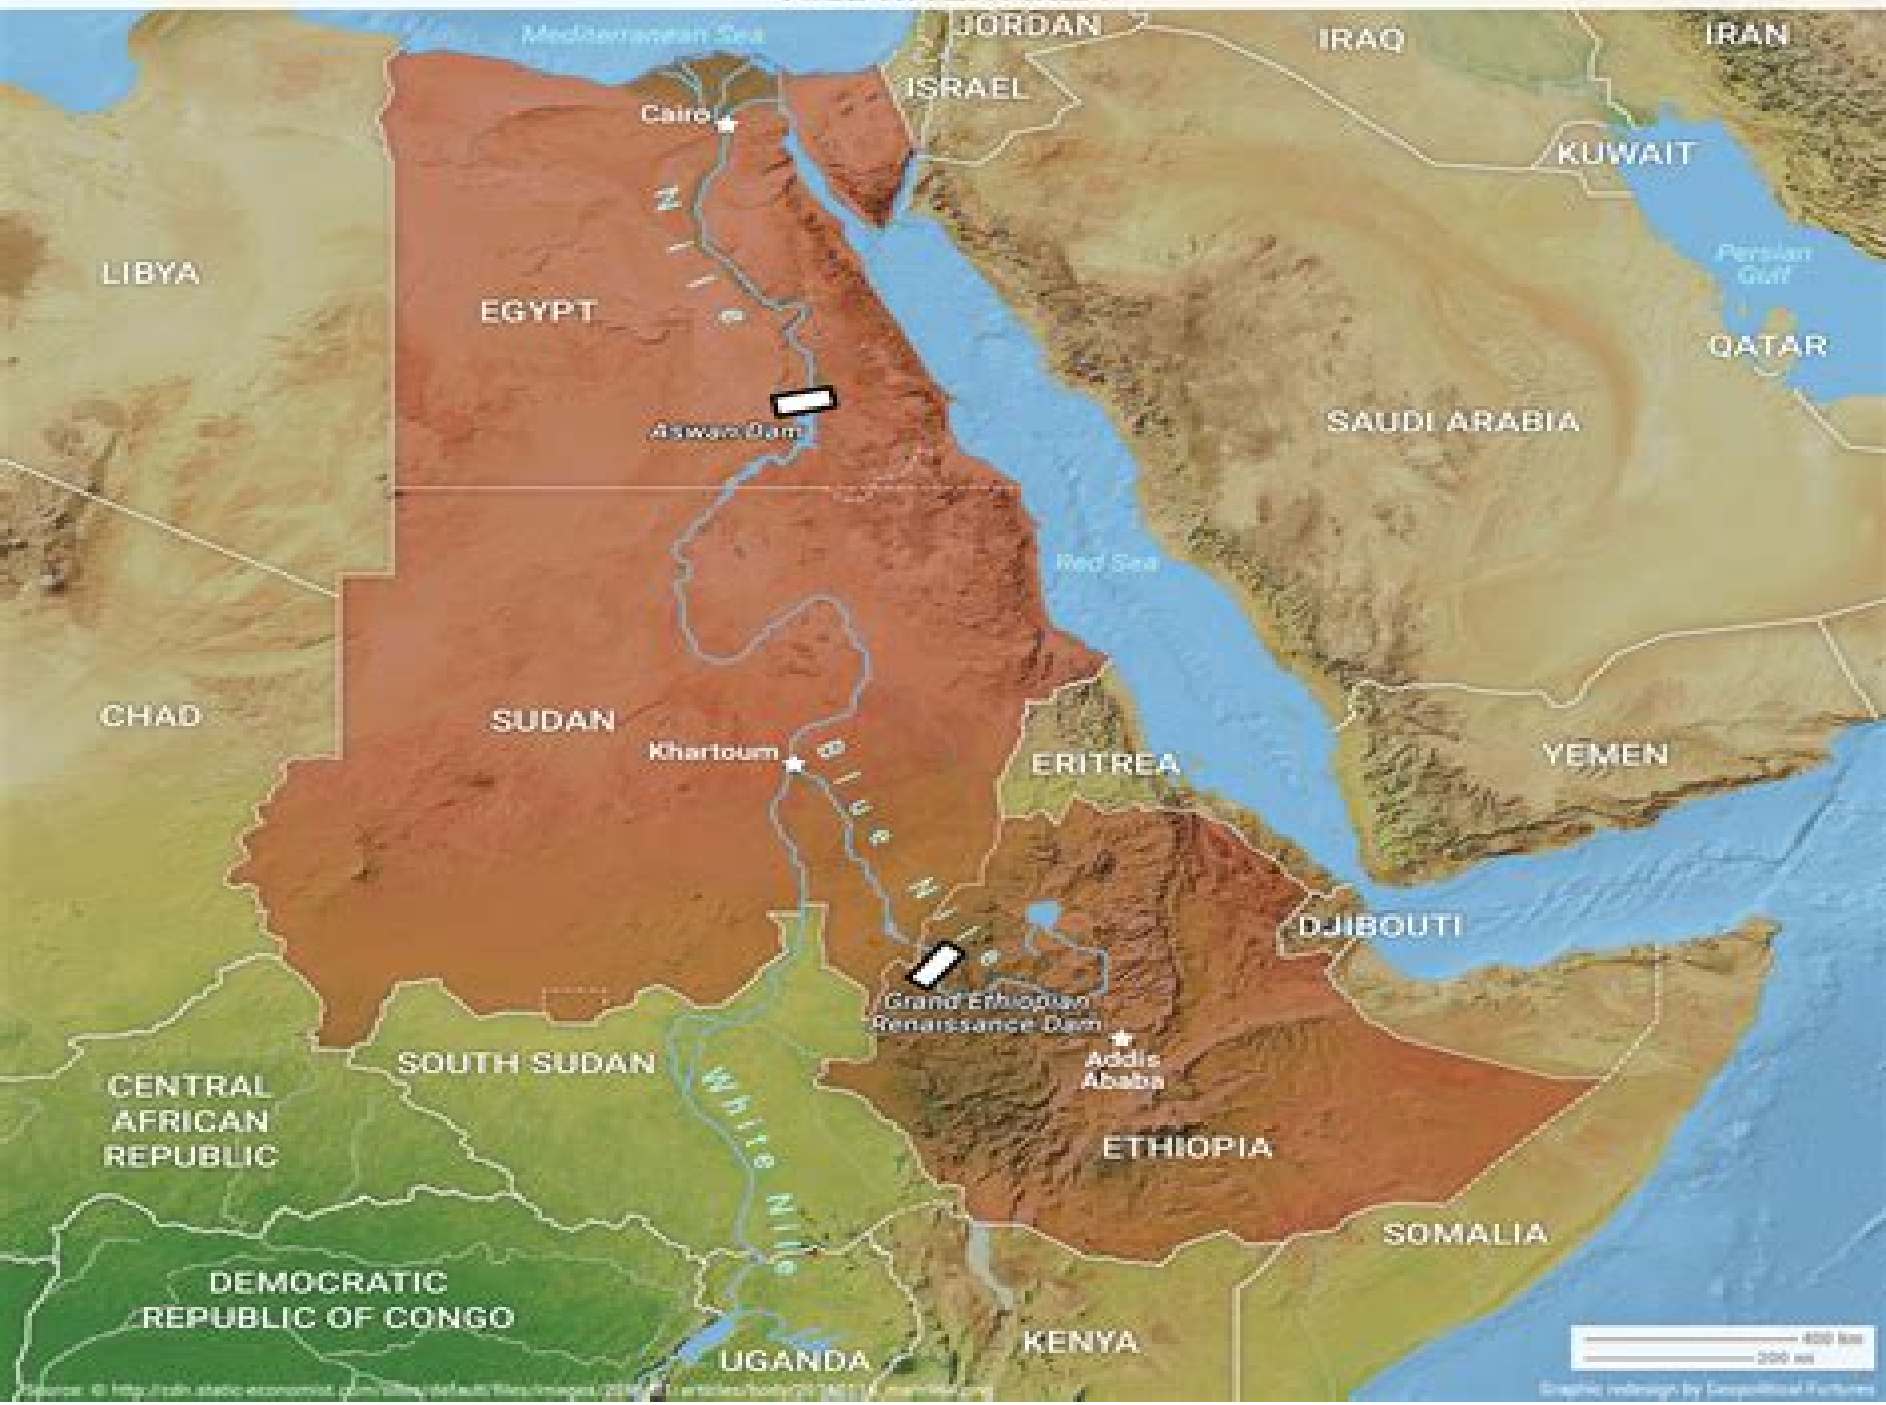 Mediterranean Sea
JORDAN
IRAQ
IRAN
ISRAEL
Cairo
KUWAIT
Nile
LIBYA
EGYPT
Persian
Gulf
QATAR
Aswan Dam
SAUDI ARABIA
Red Sea
CHAD
SUDAN
Khartoum
Blue Nile
ERITREA
YEMEN
DJIBOUTI
Grand Ethiopian
Renaissance Dam
Addis
Ababa
SOUTH SUDAN
CENTRAL
AFRICAN
REPUBLIC
White Nile
ETHIOPIA
SOMALIA
DEMOCRATIC
REPUBLIC OF CONGO
KENYA
UGANDA
400 km
200 mi
Graphic redesign by Geopolitical Futures